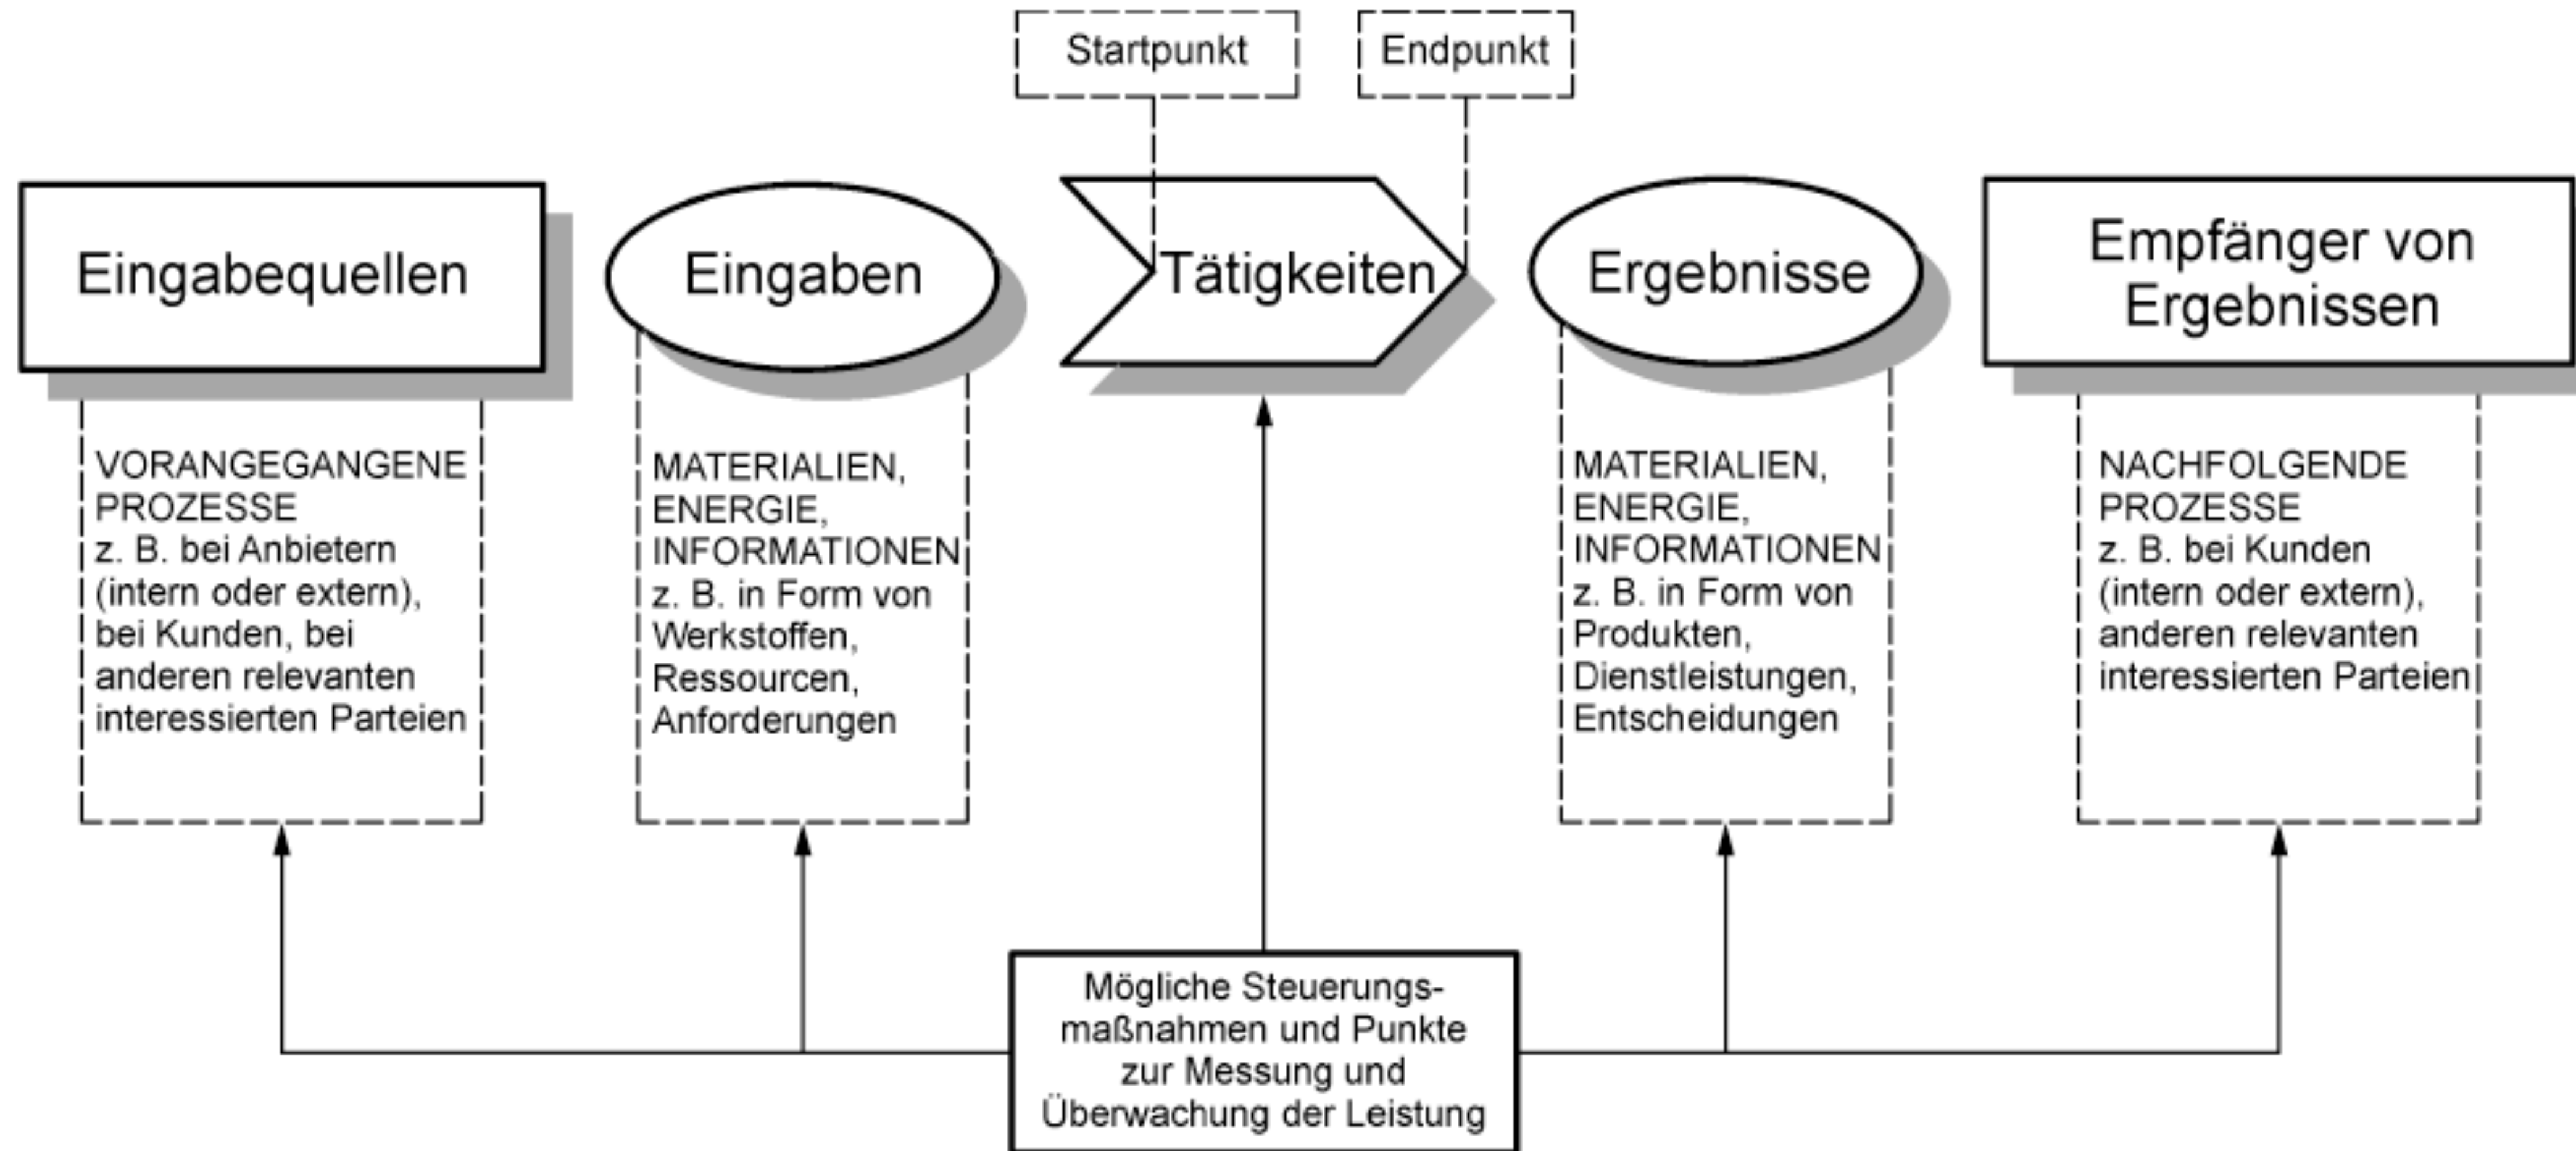 Startpunkt
Endpunkt
Eingabequellen
Eingaben
Tätigkeiten
Ergebnisse
Empfänger von
Ergebnissen
VORANGEGANGENE
PROZESSE
z. B. bei Anbietern
(intern oder extern),
bei Kunden, bei
anderen relevanten
interessierten Parteien
MATERIALIEN,
ENERGIE,
INFORMATIONEN
z. B. in Form von
Werkstoffen,
Ressourcen,
Anforderungen
MATERIALIEN,
ENERGIE,
INFORMATIONEN
z. B. in Form von
Produkten,
Dienstleistungen,
Entscheidungen
NACHFOLGENDE
PROZESSE
z. B. bei Kunden
(intern oder extern),
anderen relevanten
interessierten Parteien
Mögliche Steuerungs-
maßnahmen und Punkte
zur Messung und
Überwachung der Leistung